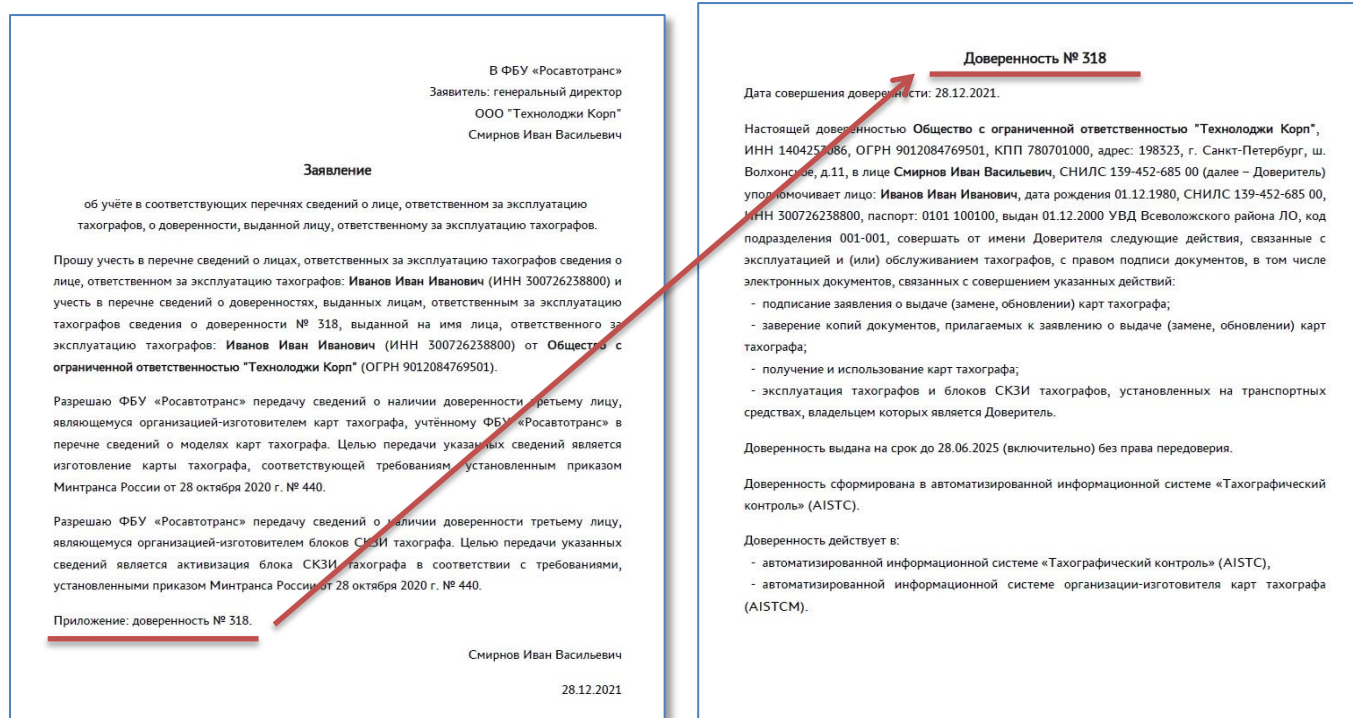 В ФБУ «Росавтотранс»
Заявитель: генеральный директор
ООО "Технолоджи Корп"
Смирнов Иван Васильевич
Заявление
об учёте в соответствующих перечнях сведений о лице, ответственном за эксплуатацию
тахографов, о доверенности, выданной лицу, ответственному за эксплуатацию тахографов.
Прошу учесть в перечне сведений о лицах, ответственных за эксплуатацию тахографов сведения о
лице, ответственном за эксплуатацию тахографов: Иванов Иван Иванович (ИНН 300726238800) и
учесть в перечне сведений о доверенностях, выданных лицам, ответственным за эксплуатацию
тахографов сведения о доверенности № 318, выданной на имя лица, ответственного за
эксплуатацию тахографов: Иванов Иван Иванович (ИНН 300726238800) от Общество с
ограниченной ответственностью "Технолоджи Корп" (ОГРН 9012084769501).
Разрешаю ФБУ «Росавтотранс» передачу сведений о наличии доверенности третьему лицу,
являющемуся организацией-изготовителем карт тахографа, учтённому ФБУ «Росавтотранс» в
перечне сведений о моделях карт тахографа. Целью передачи указанных сведений является
изготовление карты тахографа, соответствующей требованиям, установленным приказом
Минтранса России от 28 октября 2020 г. № 440.
Разрешаю ФБУ «Росавтотранс» передачу сведений о наличии доверенности третьему лицу,
являющемуся организацией-изготовителем блоков СКЗИ тахографа. Целью передачи указанных
сведений является активизация блока СКЗИ тахографа в соответствии с требованиями,
установленными приказом Минтранса России от 28 октября 2020 г. № 440.
Приложение: доверенность № 318.
Смирнов Иван Васильевич
28.12.2021
Доверенность № 318
Дата совершения доверенности: 28.12.2021.
Настоящей доверенностью Общество с ограниченной ответственностью "Технолоджи Корп",
ИНН 1404257086, ОГРН 9012084769501, КПП 780701000, адрес: 198323, г. Санкт-Петербург, ш.
Волхонское, д.11, в лице Смирнов Иван Васильевич, СНИЛС 139-452-685 00 (далее – Доверитель)
уполномочивает лицо: Иванов Иван Иванович, дата рождения 01.12.1980, СНИЛС 139-452-685 00,
ИНН 300726238800, паспорт: 0101 100100, выдан 01.12.2000 УВД Всеволожского района ЛО, код
подразделения 001-001, совершать от имени Доверителя следующие действия, связанные с
эксплуатацией и (или) обслуживанием тахографов, с правом подписи документов, в том числе
электронных документов, связанных с совершением указанных действий:
- подписание заявления о выдаче (замене, обновлении) карт тахографа;
- заверение копий документов, прилагаемых к заявлению о выдаче (замене, обновлении) карт
тахографа;
- получение и использование карт тахографа;
- эксплуатация тахографов и блоков СКЗИ тахографов, установленных на транспортных
средствах, владельцем которых является Доверитель.
Доверенность выдана на срок до 28.06.2025 (включительно) без права передоверия.
Доверенность сформирована в автоматизированной информационной системе «Тахографический
контроль» (AISTC).
Доверенность действует в:
- автоматизированной информационной системе «Тахографический контроль» (AISTC),
- автоматизированной информационной системе организации-изготовителя карт тахографа
(AISTCM).